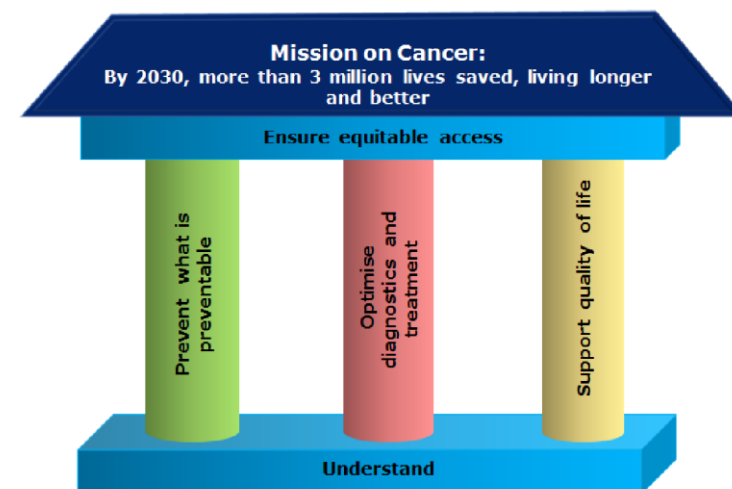 Mission on Cancer:
By 2030, more than 3 million lives saved, living longer
and better
Ensure equitable access
Prevent what is
preventable
Optimise
diagnostics and
treatment
Support quality of life
Understand